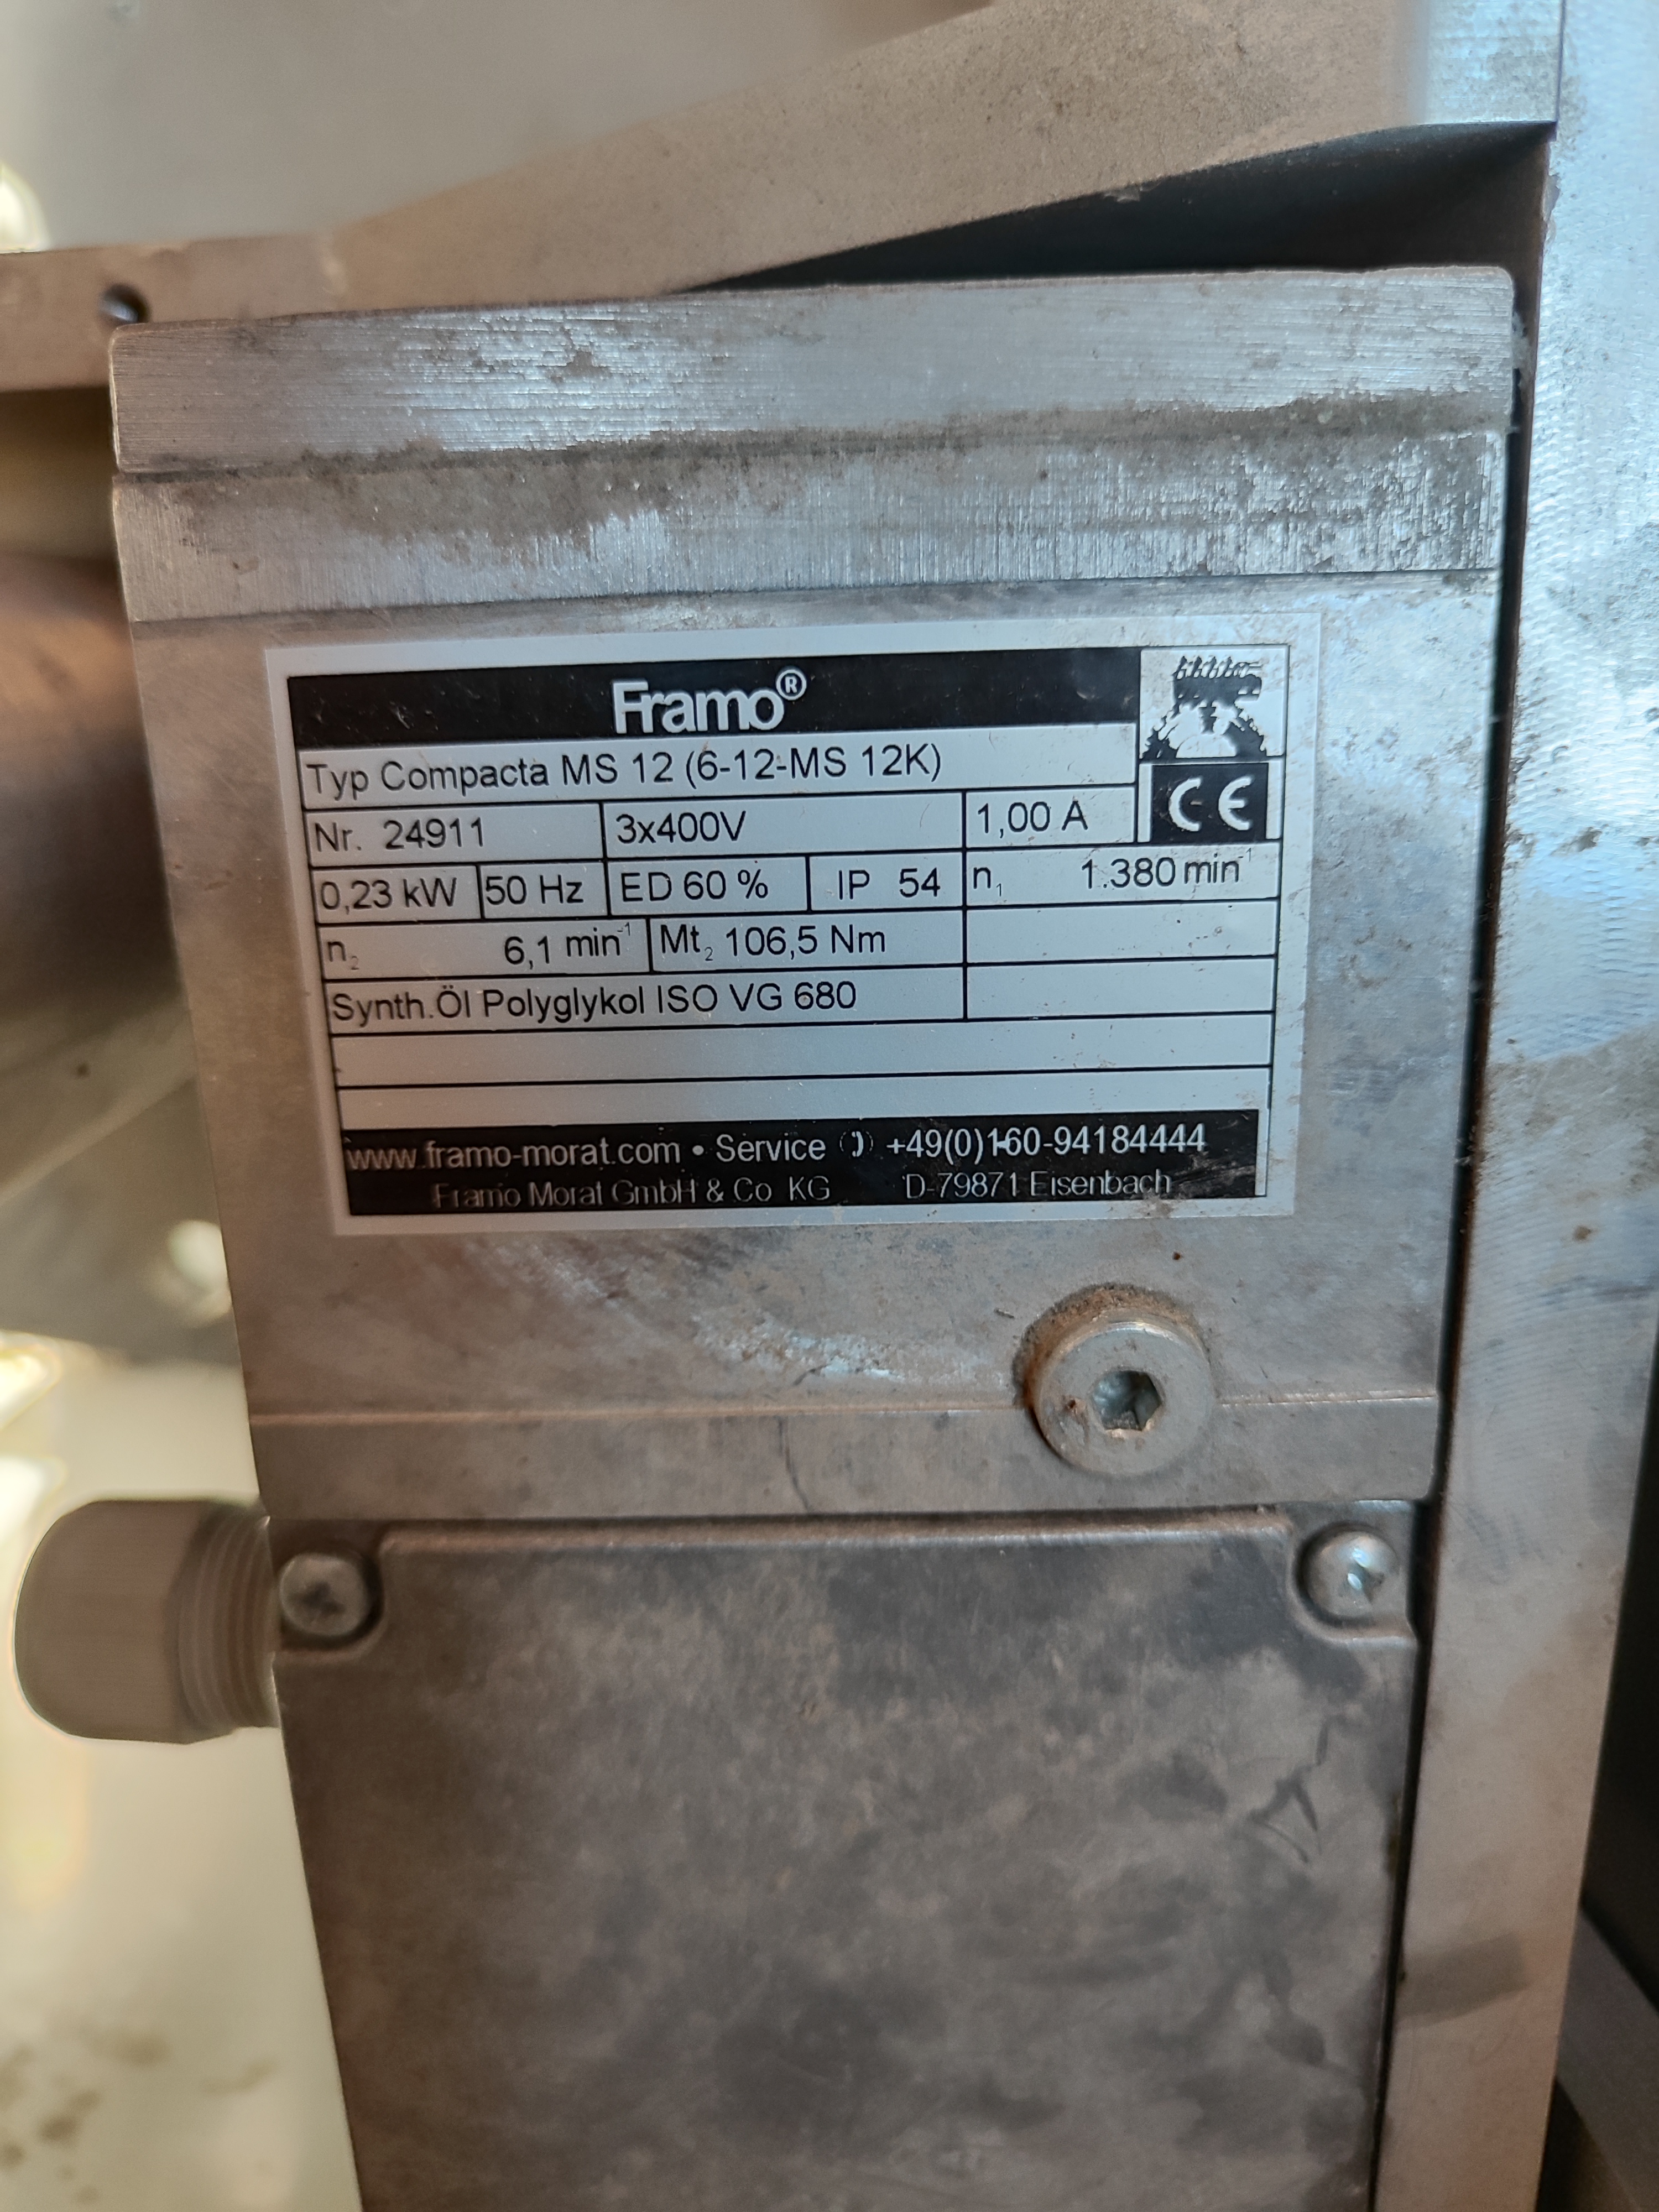 Framo®
Typ Compacta MS 12 (6-12-MS 12K)
CE
Nr. 24911 3x400V 1,00 A
0,23 kW 50 Hz ED 60 % IP 54 n₁ 1.380 min⁻¹
n₂ 6,1 min⁻¹ Mt₂ 106,5 Nm
Synth.Öl Polyglykol ISO VG 680
www.framo-morat.com • Service +49(0)160-94184444
Framo Morat GmbH & Co KG D-79871 Eisenbach